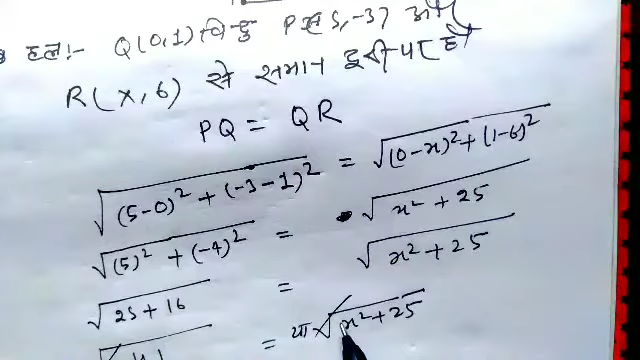 हल:- Q(0,1) बिन्दु P(5,-3) और
R(x,6) से समान दूरी पर है
PQ = QR
√(5-0)² + (-3-1)² = √(0-x)² + (1-6)²
√(5)² + (-4)² = √x² + 25
√25 + 16 = √x² + 25
= या √x² + 25